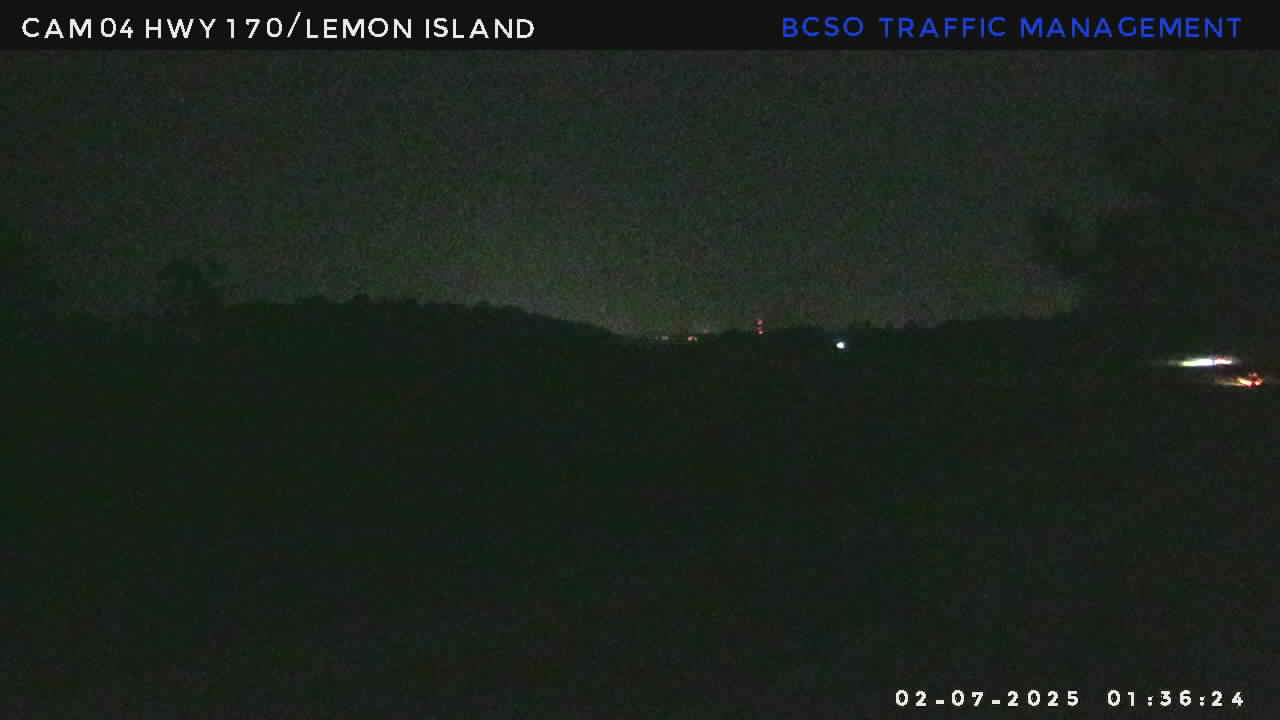 CAM04 HWY 170/LEMON ISLAND
BCSO TRAFFIC MANAGEMENT
02-07-2025 01:36:24